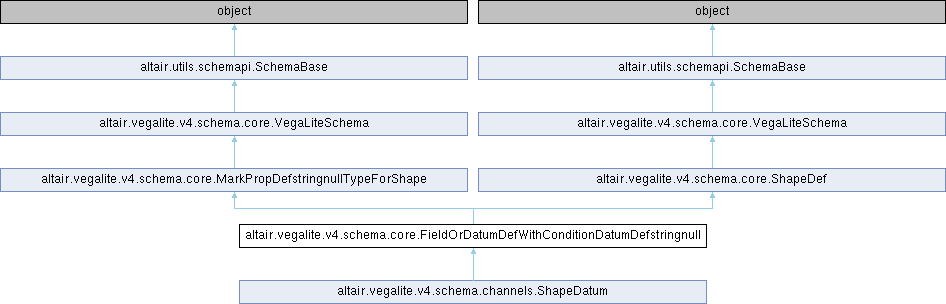 object
object
altair.utils.schemapi.SchemaBase
altair.utils.schemapi.SchemaBase
altair.vegalite.v4.schema.core.VegaLiteSchema
altair.vegalite.v4.schema.core.VegaLiteSchema
altair.vegalite.v4.schema.core.MarkPropDefstringnullTypeForShape
altair.vegalite.v4.schema.core.ShapeDef
altair.vegalite.v4.schema.core.FieldOrDatumDefWithConditionDatumDefstringnull
altair.vegalite.v4.schema.channels.ShapeDatum